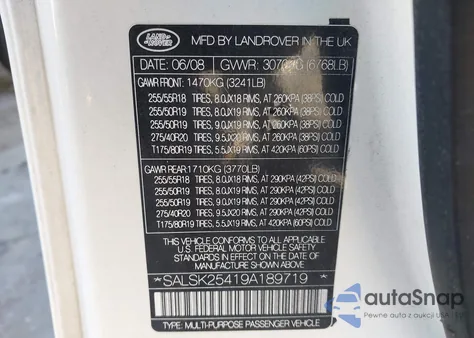 LAND
ROVER
MFD BY LANDROVER IN THE UK
DATE: 06/08 GVWR: (6768LB)
GAWR FRONT: 1470KG (3241LB)
255/55R18 TIRES, 8.0JX18 RIMS, AT 260KPA (38PSI) COLD
255/50R19 TIRES, 8.0JX19 RIMS, AT 260KPA (38PSI) COLD
255/50R19 TIRES, 9.0JX19 RIMS, AT 260KPA (38PSI) COLD
275/40R20 TIRES, 9.5JX20 RIMS, AT 260KPA (38PSI) COLD
T175/80R19 TIRES, 5.5JX19 RIMS, AT 420KPA (60PSI) COLD
GAWR REAR 1710KG (3770LB)
255/55R18 TIRES, 8.0JX18 RIMS, AT 290KPA (42PSI) COLD
255/50R19 TIRES, 8.0JX19 RIMS, AT 290KPA (42PSI) COLD
255/50R19 TIRES, 9.0JX19 RIMS, AT 290KPA (42PSI) COLD
275/40R20 TIRES, 9.5JX20 RIMS, AT 290KPA (42PSI) COLD
T175/80R19 TIRES, 5.5JX19 RIMS, AT 420KPA (60PSI) COLD
THIS VEHICLE CONFORMS TO ALL APPLICABLE
U.S. FEDERAL MOTOR VEHICLE SAFETY
STANDARDS IN EFFECT ON THE DATE OF
MANUFACTURE SHOWN ABOVE
*SALSK25419A189719*
TYPE: MULTI-PURPOSE PASSENGER VEHICLE
autoSnap
Pewne auta z aukcji USA